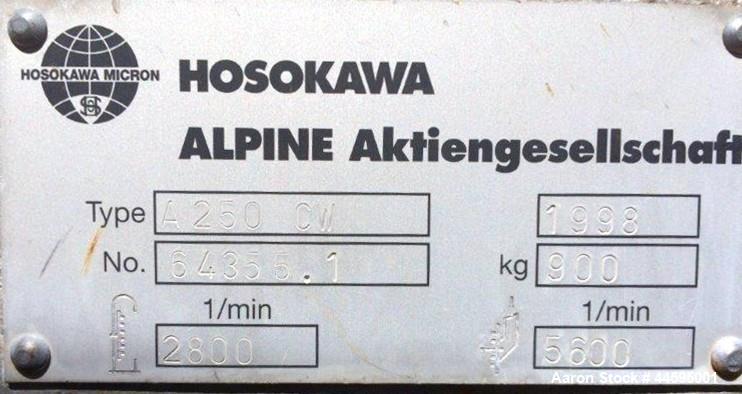 HOSOKAWA MICRON
HOSOKAWA
ALPINE Aktiengesellschaft
Type A 250 CW 1998
No. 64355.1 kg 900
1/min 1/min
2800 5600
Aaron Stock # 44595001